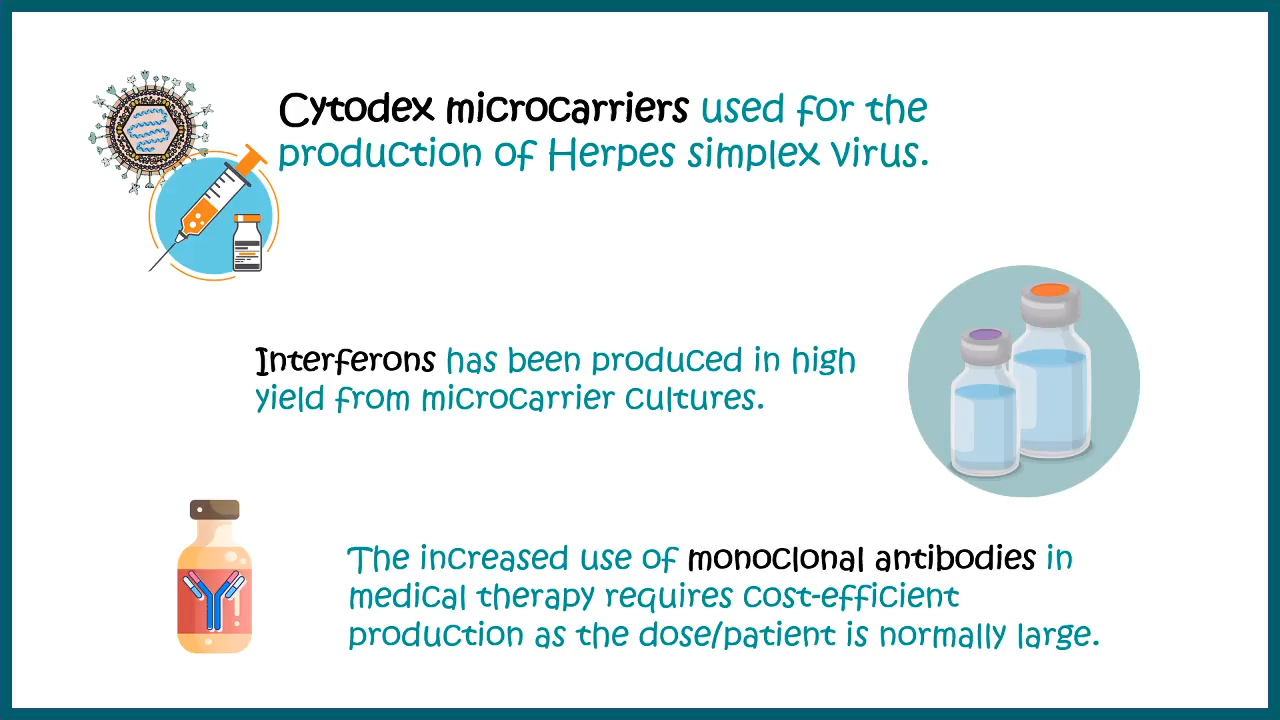 Cytodex microcarriers used for the
production of Herpes simplex virus.
Interferons has been produced in high
yield from microcarrier cultures.
The increased use of monoclonal antibodies in
medical therapy requires cost-efficient
production as the dose/patient is normally large.